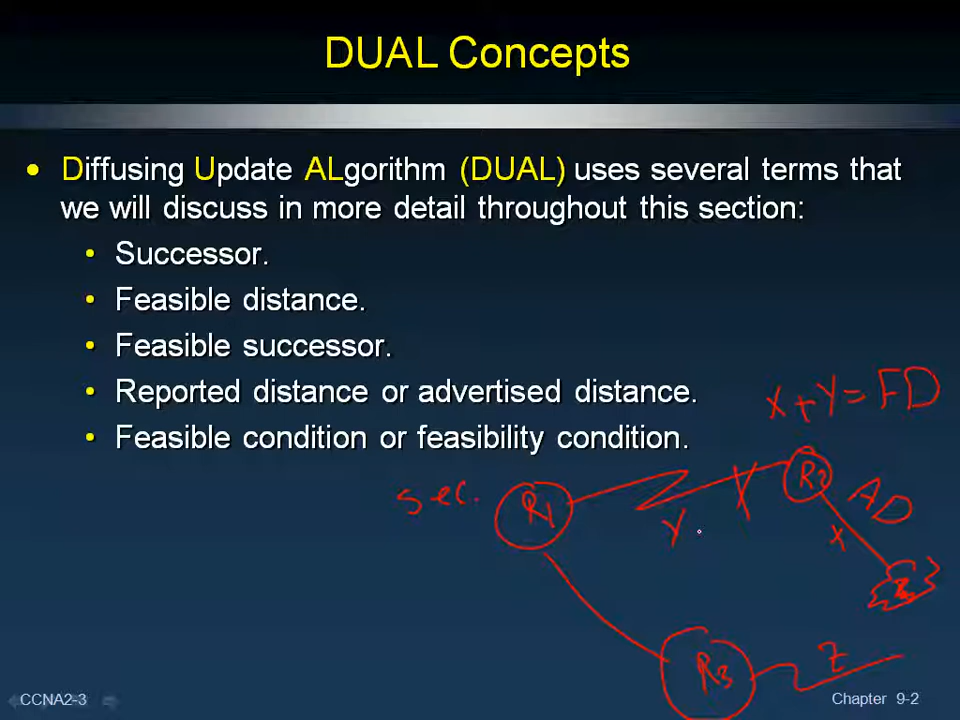 DUAL Concepts
• Diffusing Update ALgorithm (DUAL) uses several terms that
we will discuss in more detail throughout this section:
• Successor.
• Feasible distance.
• Feasible successor.
• Reported distance or advertised distance.
• Feasible condition or feasibility condition.
X+Y=FD
sec.
R1
R2
AD
Y
X
Z
R3
Z
CCNA2-3
Chapter 9-2